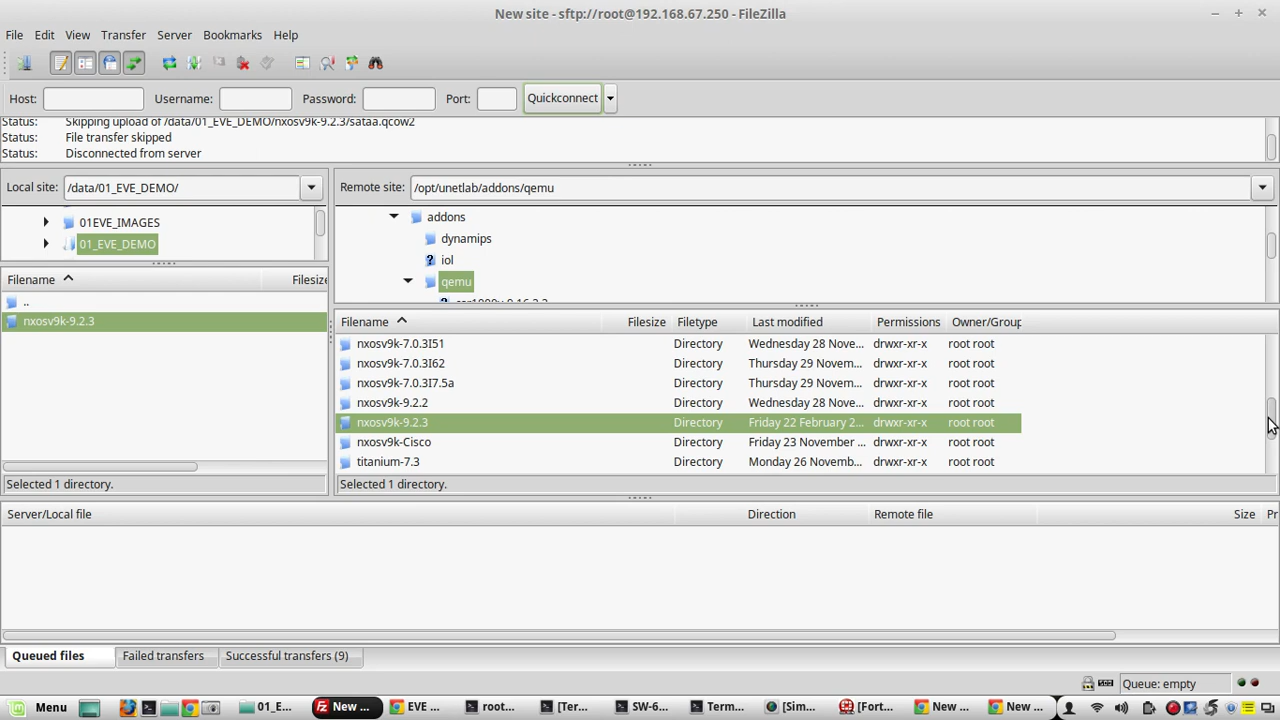 New site - sftp://root@192.168.67.250 - FileZilla
File Edit View Transfer Server Bookmarks Help
Host: Username: Password: Port: Quickconnect
Status: Skipping upload of /data/01_EVE_DEMO/nxosv9k-9.2.3/sataa.qcow2
Status: File transfer skipped
Status: Disconnected from server
Local site: /data/01_EVE_DEMO/
Remote site: /opt/unetlab/addons/qemu
01EVE_IMAGES
01_EVE_DEMO
addons
dynamips
iol
qemu
Filename Filesize
..
nxosv9k-9.2.3
Filename Filesize Filetype Last modified Permissions Owner/Group
nxosv9k-7.0.3I51 Directory Wednesday 28 Nove... drwxr-xr-x root root
nxosv9k-7.0.3I62 Directory Thursday 29 Novem... drwxr-xr-x root root
nxosv9k-7.0.3I7.5a Directory Thursday 29 Novem... drwxr-xr-x root root
nxosv9k-9.2.2 Directory Wednesday 28 Nove... drwxr-xr-x root root
nxosv9k-9.2.3 Directory Friday 22 February 2... drwxr-xr-x root root
nxosv9k-Cisco Directory Friday 23 November ... drwxr-xr-x root root
titanium-7.3 Directory Monday 26 Novemb... drwxr-xr-x root root
Selected 1 directory.
Selected 1 directory.
Server/Local file Direction Remote file Size Pr
Queued files Failed transfers Successful transfers (9)
Queue: empty
Menu 01_E... New ... EVE ... root... [Ter... SW-6... Term... [Sim... [Fort... New ... New ...